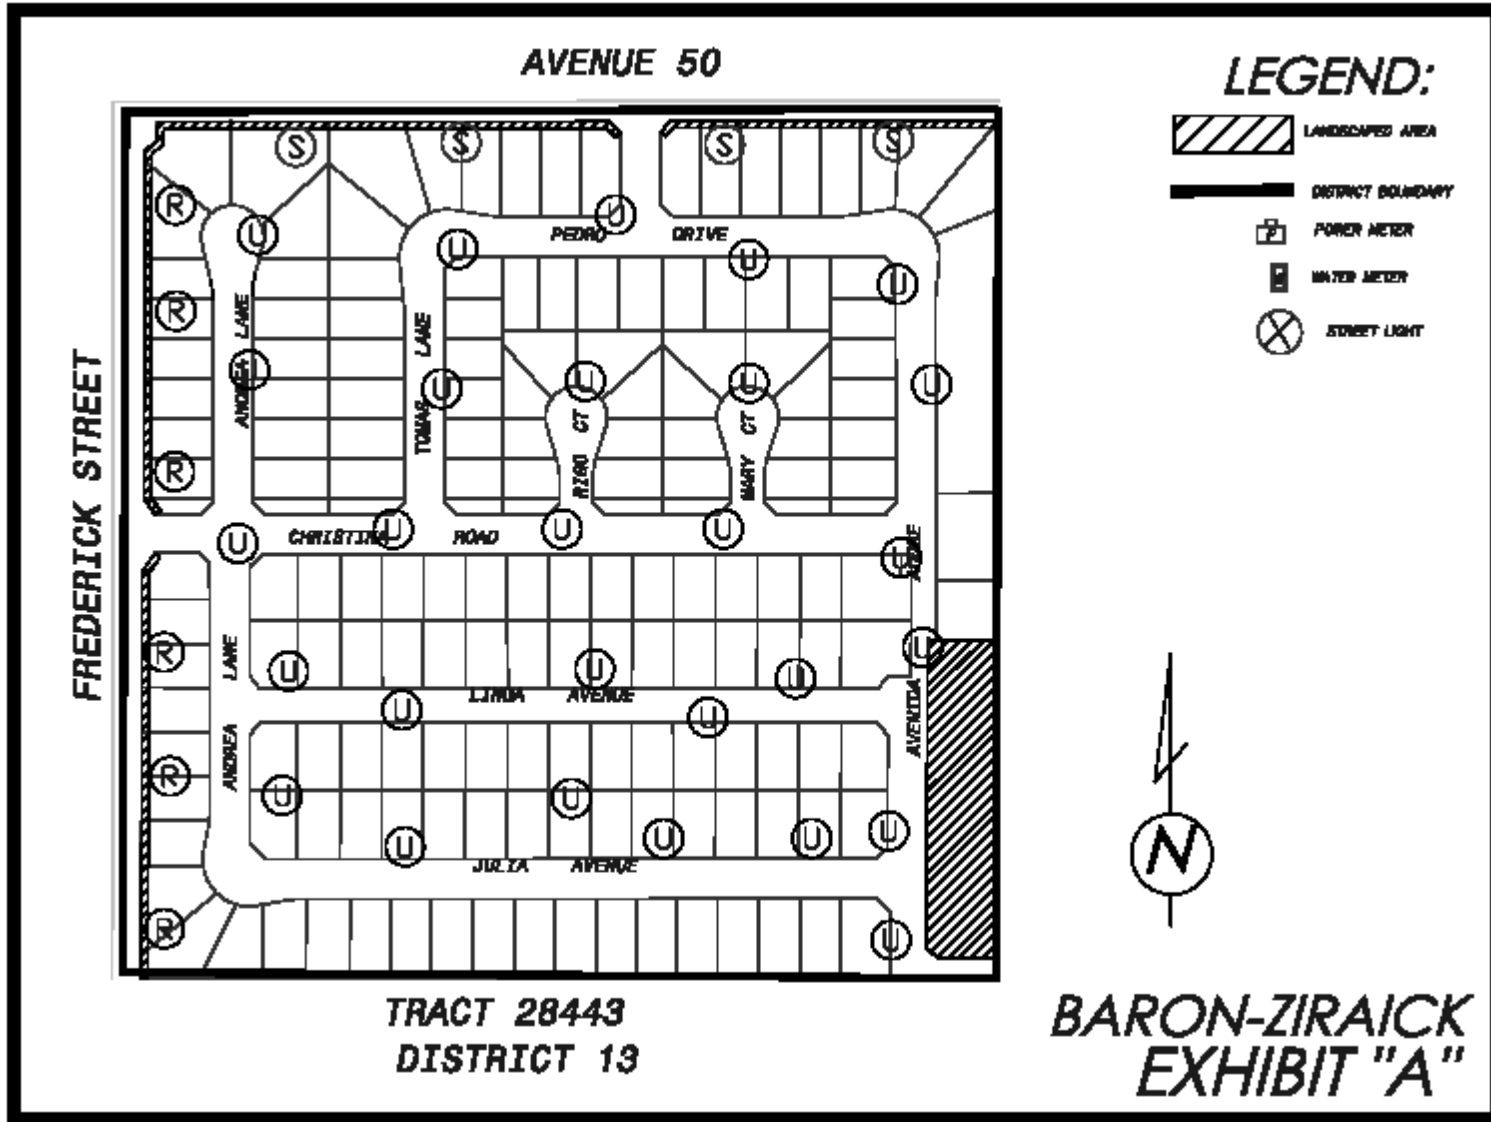 AVENUE 50
LEGEND:
LANDSCAPED AREA
DISTRICT BOUNDARY
POWER METER
P
WATER METER
STREET LIGHT
S S S S
R
U
U
PEDRO DRIVE
U
U
U
R
ANDREA LANE
TOMAS LANE
U
U
U
U
U
RIGO CT
MARY CT
FREDERICK STREET
R
U
CHRISTINA ROAD
U
U
U
U
R
ANDREA LANE
U
U
U
U
LINDA AVENUE
U
U
AVENIDA
R
U
U
U
U
U
U
JULIA AVENUE
R
U
N
TRACT 28443
DISTRICT 13
BARON-ZIRAICK
EXHIBIT "A"